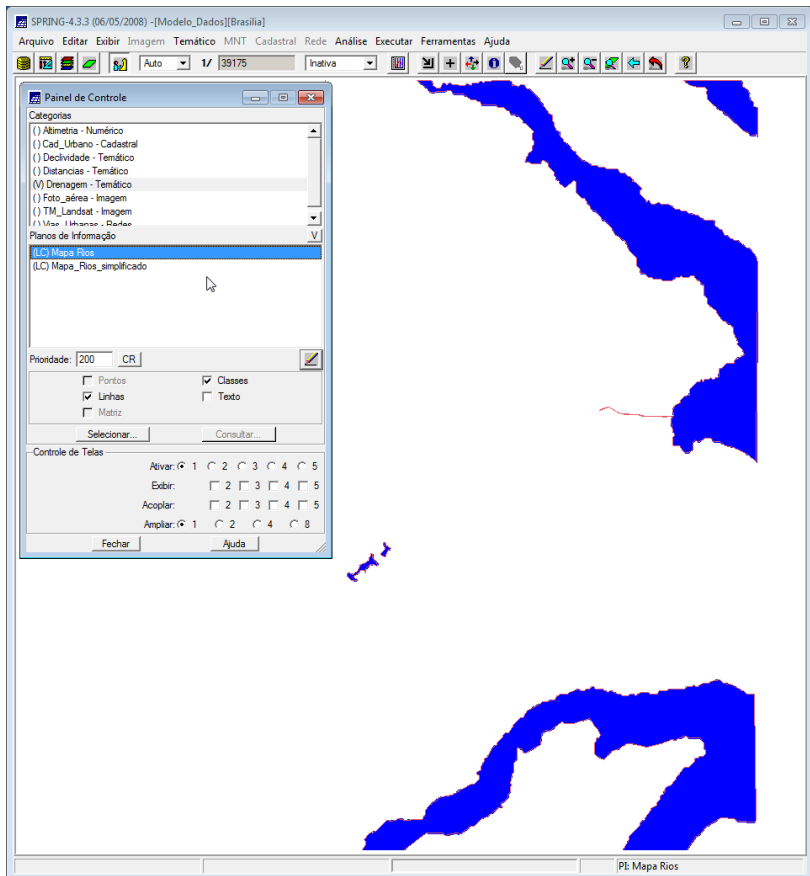 SPRING-4.3.3 (06/05/2008) -[Modelo_Dados][Brasilia]
Arquivo Editar Exibir Imagem Temático MNT Cadastral Rede Análise Executar Ferramentas Ajuda
Auto 1/ 39175 Inativa
Painel de Controle
Categorias
( ) Altimetria - Numérico
( ) Cad_Urbano - Cadastral
( ) Declividade - Temático
( ) Distancias - Temático
(V) Drenagem - Temático
( ) Foto_aérea - Imagem
( ) TM_Landsat - Imagem
( ) Vias_Urbanas - Redes
Planos de Informação V
(LC) Mapa Rios
(LC) Mapa_Rios_simplificado
Prioridade: 200 CR
Pontos Classes
Linhas Texto
Matriz
Selecionar... Consultar...
Controle de Telas
Ativar: 1 2 3 4 5
Exibir: 2 3 4 5
Acoplar: 2 3 4 5
Ampliar: 1 2 4 8
Fechar Ajuda
PI: Mapa Rios